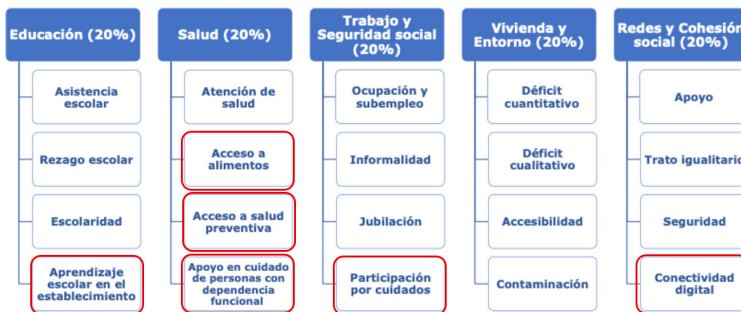 Educación (20%)
Asistencia
escolar
Rezago escolar
Escolaridad
Aprendizaje
escolar en el
establecimiento
Salud (20%)
Atención de
salud
Acceso a
alimentos
Acceso a salud
preventiva
Apoyo en cuidado
de personas con
dependencia
funcional
Trabajo y
Seguridad social
(20%)
Ocupación y
subempleo
Informalidad
Jubilación
Participación
por cuidados
Vivienda y
Entorno (20%)
Déficit
cuantitativo
Déficit
cualitativo
Accesibilidad
Contaminación
Redes y Cohesión
social (20%)
Apoyo
Trato igualitario
Seguridad
Conectividad
digital